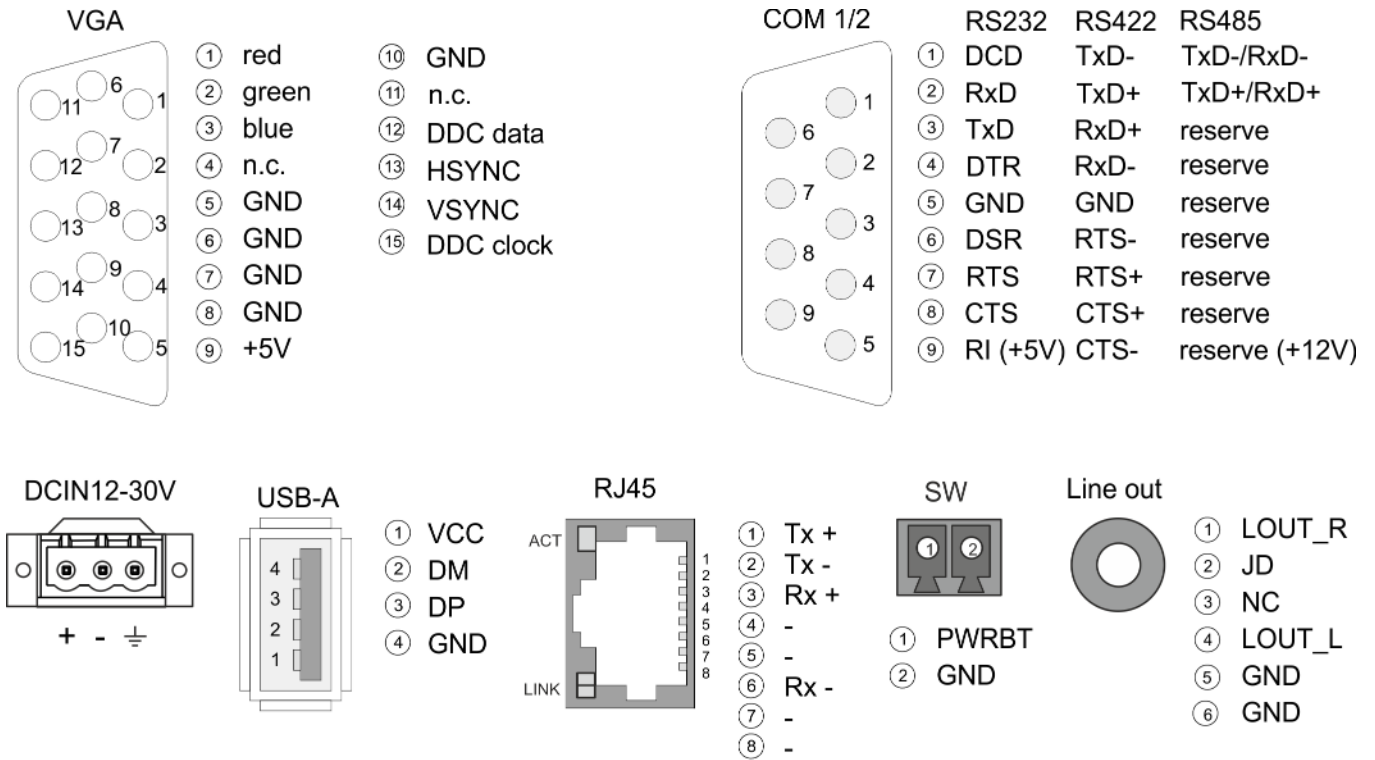 VGA
11
6
1
12
7
2
13
8
3
14
9
4
15
10
5
① red
② green
③ blue
④ n.c.
⑤ GND
⑥ GND
⑦ GND
⑧ GND
⑨ +5V
⑩ GND
⑪ n.c.
⑫ DDC data
⑬ HSYNC
⑭ VSYNC
⑮ DDC clock
COM 1/2
1
6
2
7
3
8
4
9
5
RS232 RS422 RS485
① DCD TxD- TxD-/RxD-
② RxD TxD+ TxD+/RxD+
③ TxD RxD+ reserve
④ DTR RxD- reserve
⑤ GND GND reserve
⑥ DSR RTS- reserve
⑦ RTS RTS+ reserve
⑧ CTS CTS+ reserve
⑨ RI (+5V) CTS- reserve (+12V)
DCIN12-30V
+ - ⏚
USB-A
4
3
2
1
① VCC
② DM
③ DP
④ GND
RJ45
ACT
LINK
1
2
3
4
5
6
7
8
① Tx +
② Tx -
③ Rx +
④ -
⑤ -
⑥ Rx -
⑦ -
⑧ -
SW
① ②
① PWRBT
② GND
Line out
① LOUT_R
② JD
③ NC
④ LOUT_L
⑤ GND
⑥ GND